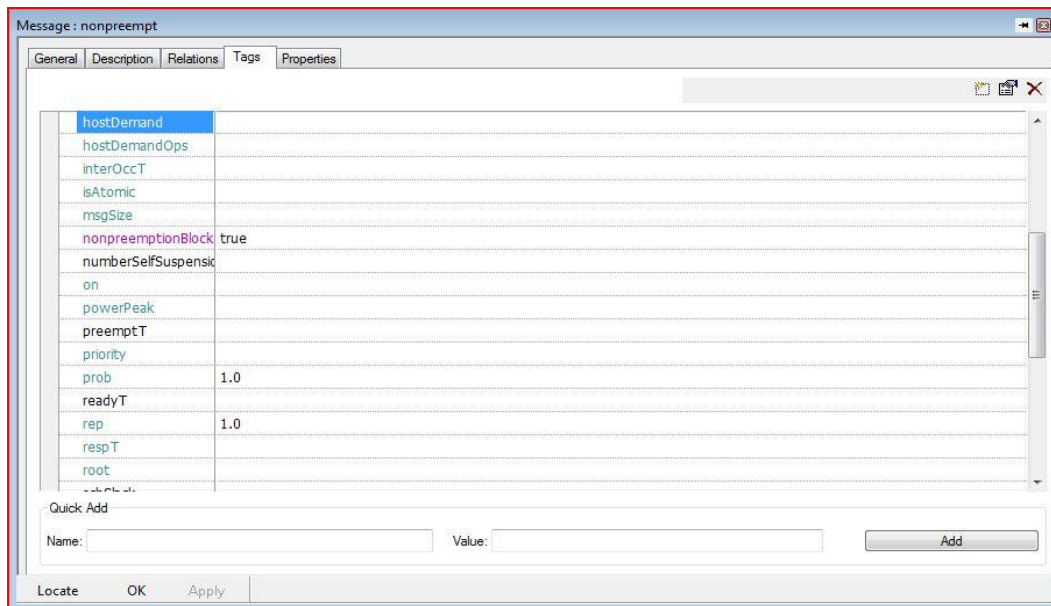 Message : nonpreempt
General Description Relations Tags Properties
hostDemand
hostDemandOps
interOccT
isAtomic
msgSize
nonpreemptionBlock true
numberSelfSuspensio
on
powerPeak
preemptT
priority
prob 1.0
readyT
rep 1.0
respT
root
Quick Add
Name: Value: Add
Locate OK Apply